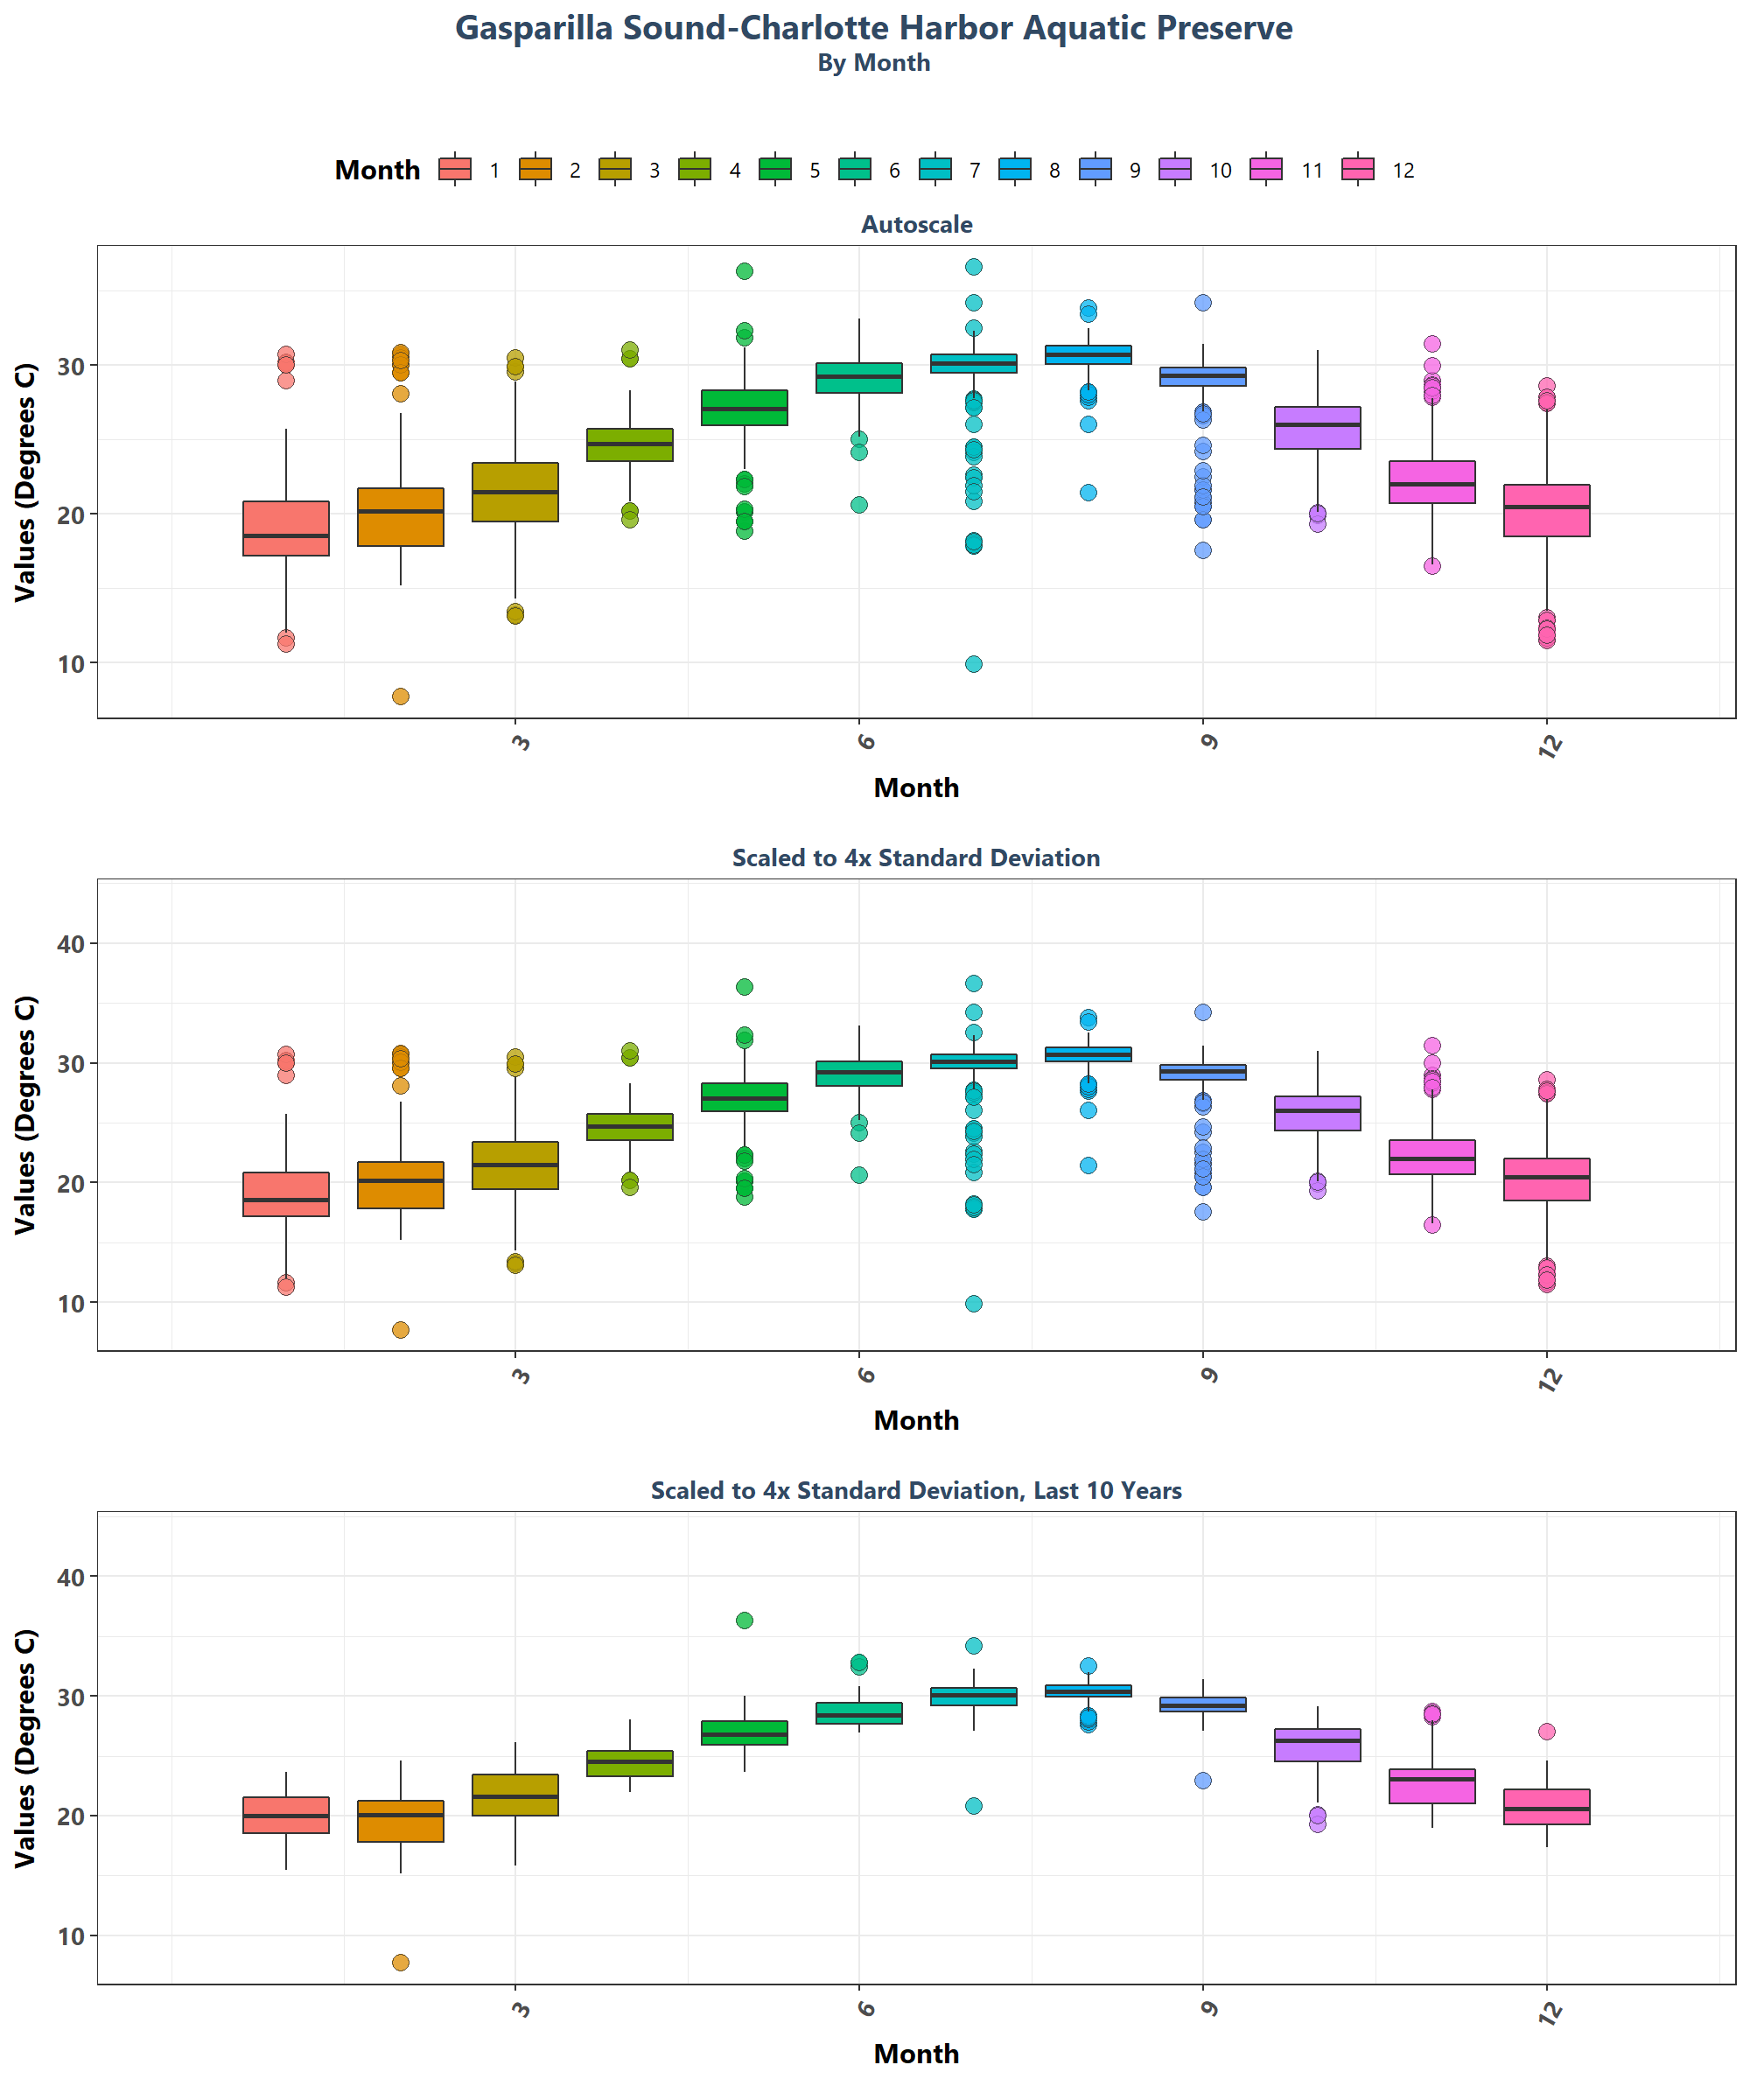 Gasparilla Sound-Charlotte Harbor Aquatic Preserve
By Month
Month 1 2 3 4 5 6 7 8 9 10 11 12
Autoscale
Values (Degrees C)
30
20
10
3 6 9 12
Month
Scaled to 4x Standard Deviation
Values (Degrees C)
40
30
20
10
3 6 9 12
Month
Scaled to 4x Standard Deviation, Last 10 Years
Values (Degrees C)
40
30
20
10
3 6 9 12
Month